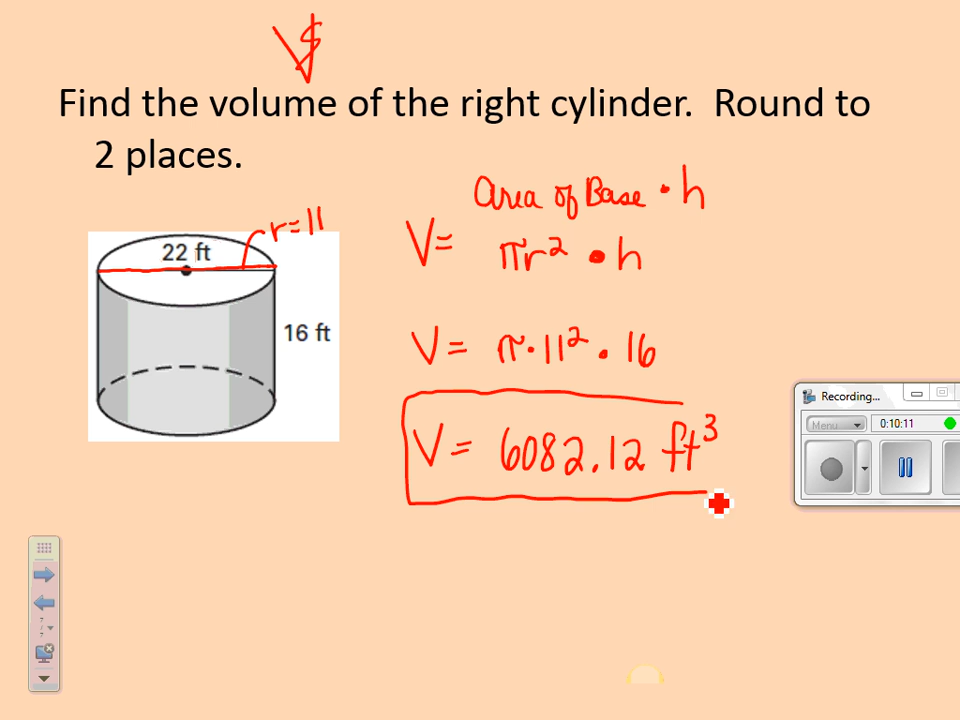 V
Find the volume of the right cylinder. Round to
2 places.
Area of Base • h
V= πr² • h
r=11
22 ft
16 ft
V = π • 11² • 16
V = 6082.12 ft³
Recording...
Menu
0:10:11